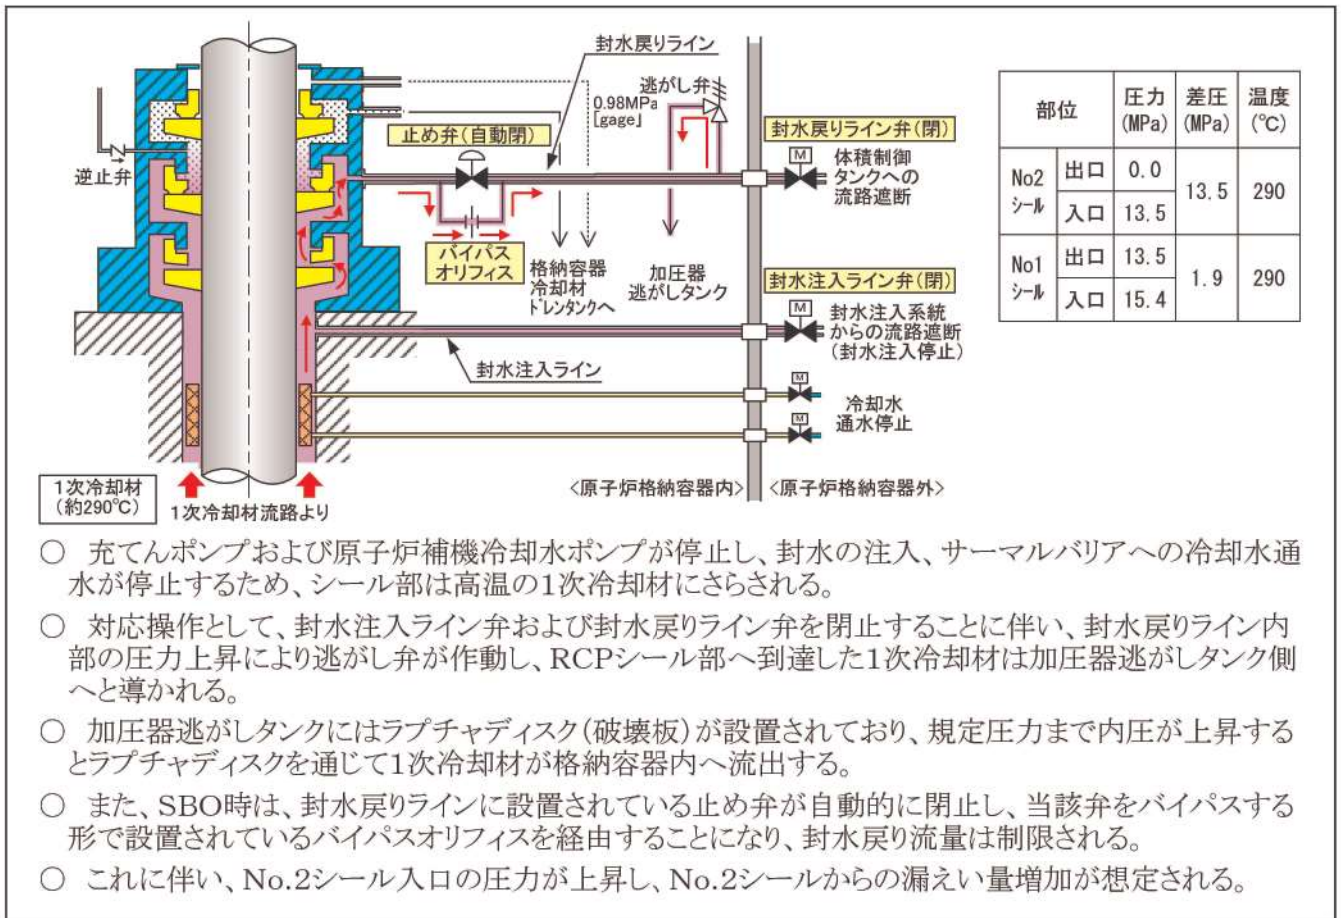 封水戻りライン
逃がし弁
0.98MPa
[gage」
止め弁(自動閉)
封水戻りライン弁(閉)
M
体積制御
タンクへの
流路遮断
逆止弁
バイパス
オリフィス
格納容器
冷却材
ドレンタンクへ
加圧器
逃がしタンク
封水注入ライン弁(閉)
M
封水注入系統
からの流路遮断
(封水注入停止)
封水注入ライン
M
冷却水
通水停止
M
<原子炉格納容器内>
<原子炉格納容器外>
1次冷却材
(約290℃)
1次冷却材流路より
部位 圧力(MPa) 差圧(MPa) 温度(℃)
No2シール 出口 0.0 13.5 290
入口 13.5
No1シール 出口 13.5 1.9 290
入口 15.4
○ 充てんポンプおよび原子炉補機冷却水ポンプが停止し、封水の注入、サーマルバリアへの冷却水通
水が停止するため、シール部は高温の1次冷却材にさらされる。
○ 対応操作として、封水注入ライン弁および封水戻りライン弁を閉止することに伴い、封水戻りライン内
部の圧力上昇により逃がし弁が作動し、RCPシール部へ到達した1次冷却材は加圧器逃がしタンク側
へと導かれる。
○ 加圧器逃がしタンクにはラプチャディスク(破壊板)が設置されており、規定圧力まで内圧が上昇する
とラプチャディスクを通じて1次冷却材が格納容器内へ流出する。
○ また、SBO時は、封水戻りラインに設置されている止め弁が自動的に閉止し、当該弁をバイパスする
形で設置されているバイパスオリフィスを経由することになり、封水戻り流量は制限される。
○ これに伴い、No.2シール入口の圧力が上昇し、No.2シールからの漏えい量増加が想定される。